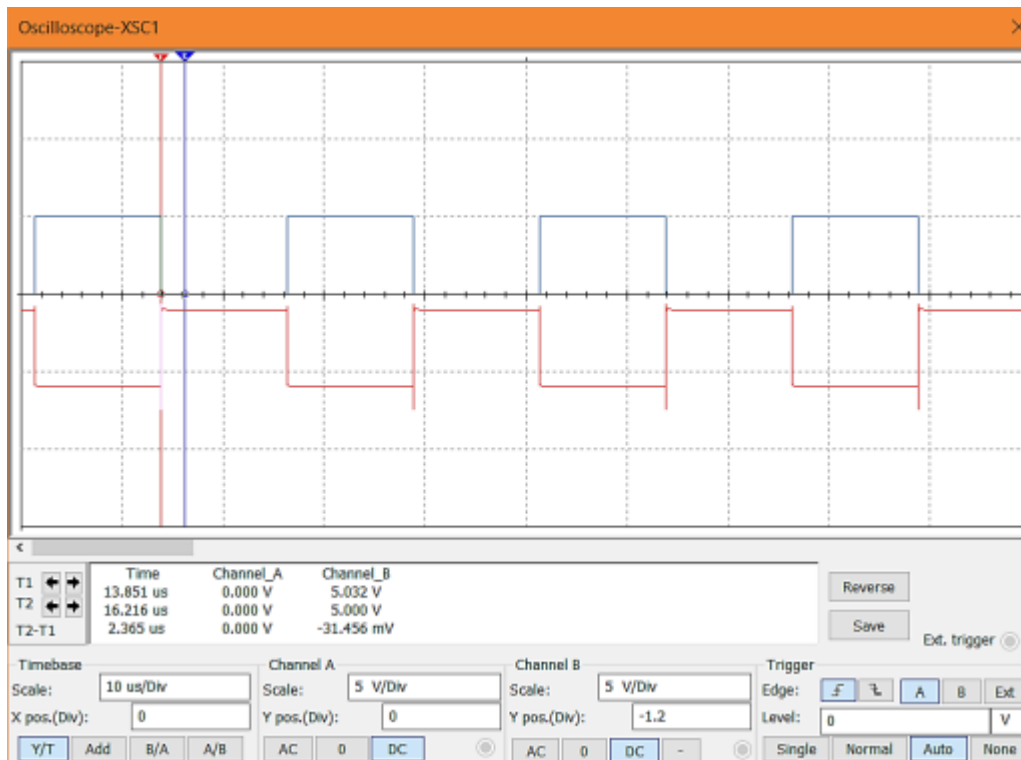 Oscilloscope-XSC1
Time Channel_A Channel_B
T1 13.851 us 0.000 V 5.032 V
T2 16.216 us 0.000 V 5.000 V
T2-T1 2.365 us 0.000 V -31.456 mV
Reverse
Save
Ext. trigger
Timebase
Scale: 10 us/Div
X pos.(Div): 0
Y/T Add B/A A/B
Channel A
Scale: 5 V/Div
Y pos.(Div): 0
AC 0 DC
Channel B
Scale: 5 V/Div
Y pos.(Div): -1.2
AC 0 DC -
Trigger
Edge: A B Ext
Level: 0 V
Single Normal Auto None